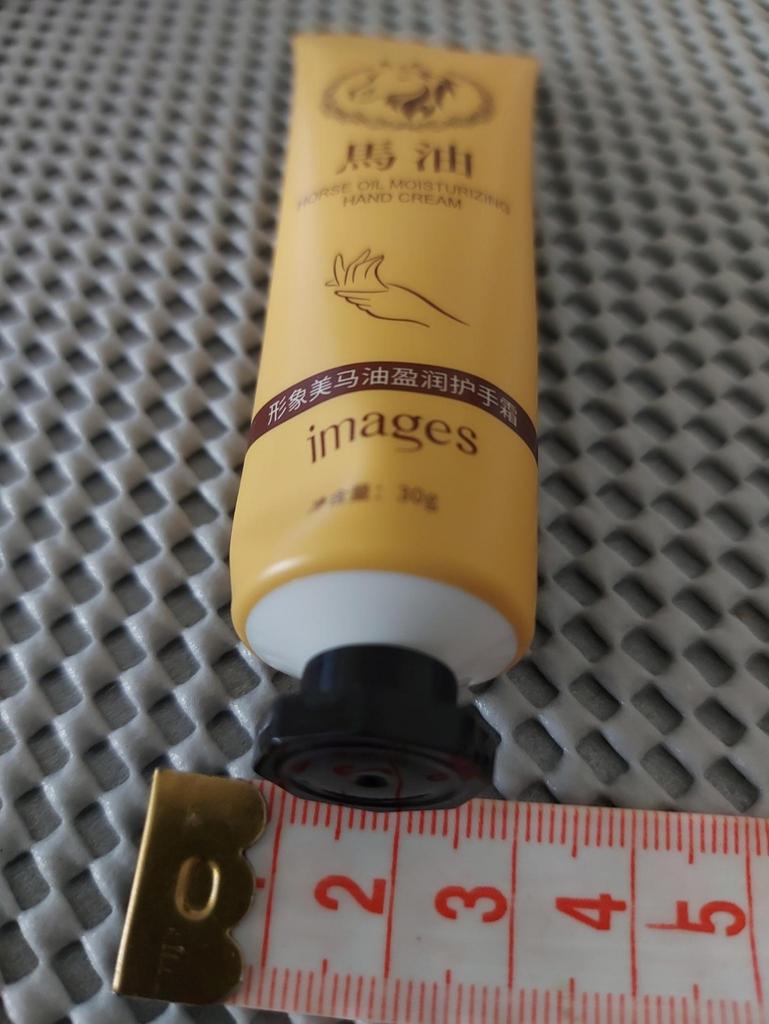 馬油
HORSE OIL MOISTURIZING
HAND CREAM
形象美马油盈润护手霜
images
净含量：30g
0 2 3 4 5